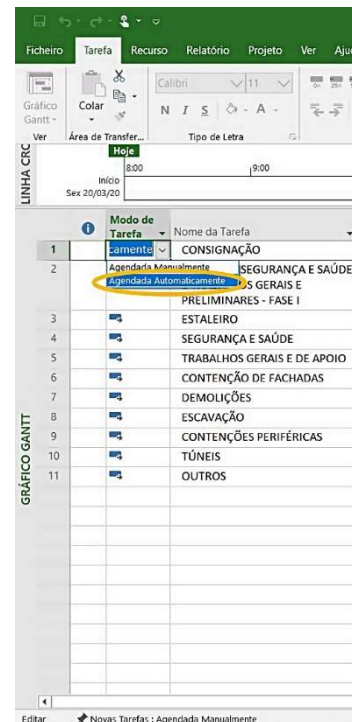 Ficheiro Tarefa Recurso Relatório Projeto Ver Aju
Gráfico Gantt
Colar
Calibri 11
N I S A
Ver Área de Transfer... Tipo de Letra
LINHA CRO
Hoje
8:00 9:00
Início
Sex 20/03/20
Modo de Tarefa Nome da Tarefa
1 camente CONSIGNAÇÃO
2 Agendada Manualmente SEGURANÇA E SAÚDE
Agendada Automaticamente S GERAIS E
PRELIMINARES - FASE I
3 ESTALEIRO
4 SEGURANÇA E SAÚDE
5 TRABALHOS GERAIS E DE APOIO
6 CONTENÇÃO DE FACHADAS
7 DEMOLIÇÕES
8 ESCAVAÇÃO
9 CONTENÇÕES PERIFÉRICAS
10 TÚNEIS
11 OUTROS
GRÁFICO GANTT
Editar Novas Tarefas : Agendada Manualmente